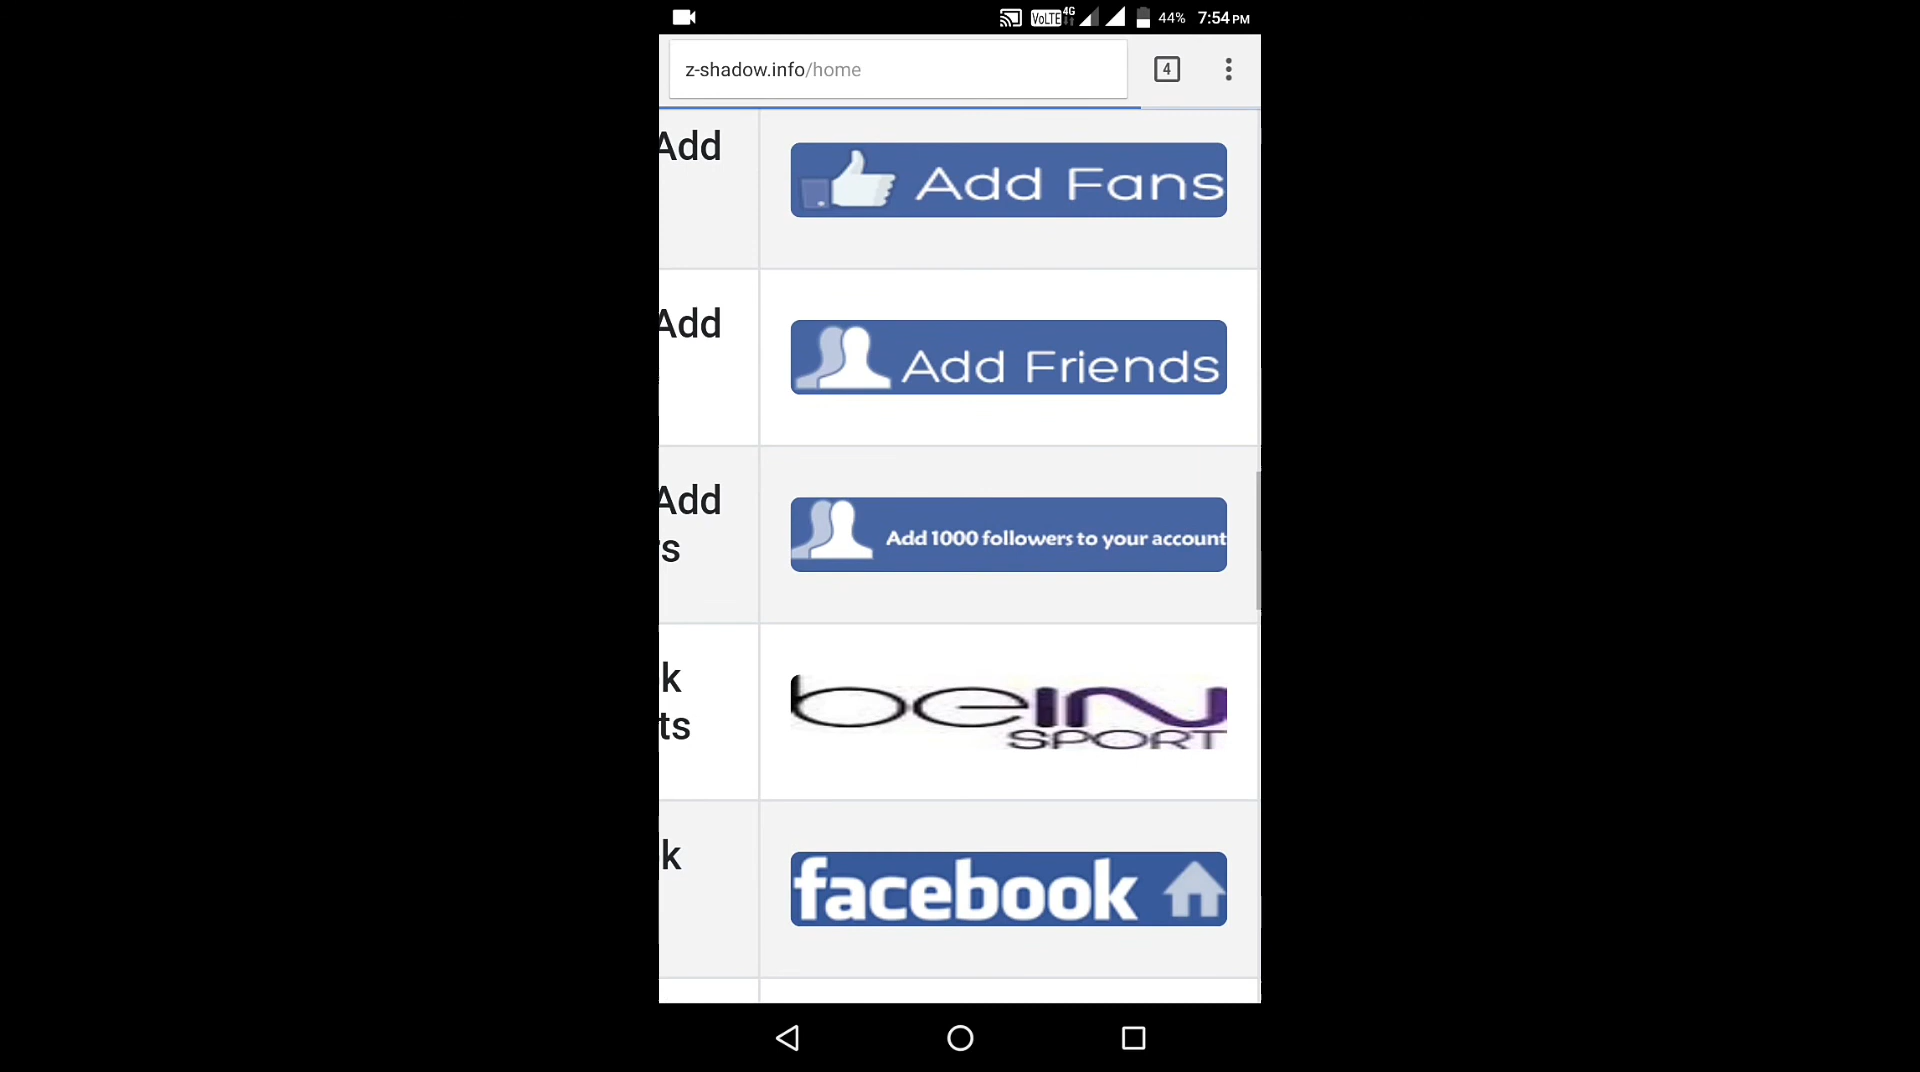 VoLTE 4G 44% 7:54 PM
z-shadow.info/home
4
Add
Add Fans
Add
Add Friends
Add
rs
Add 1000 followers to your account
k
ts
beIN
SPORT
k
facebook